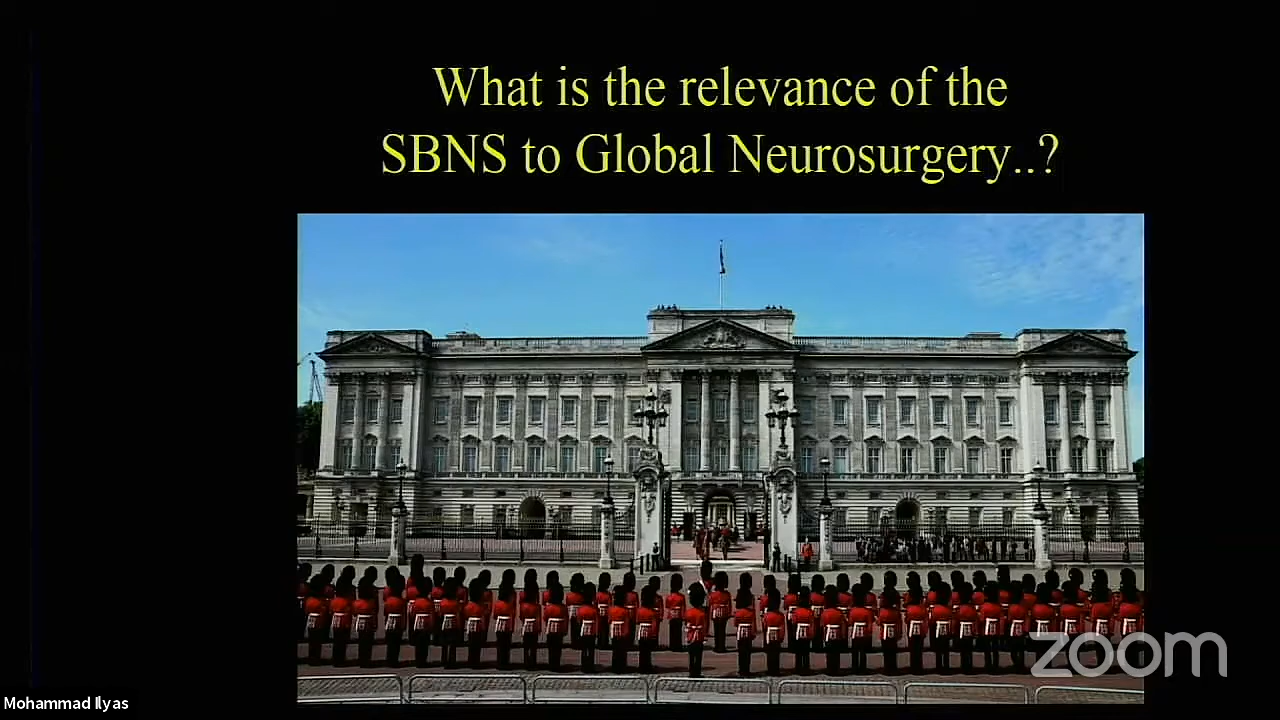 What is the relevance of the
SBNS to Global Neurosurgery..?
zoom
Mohammad Ilyas